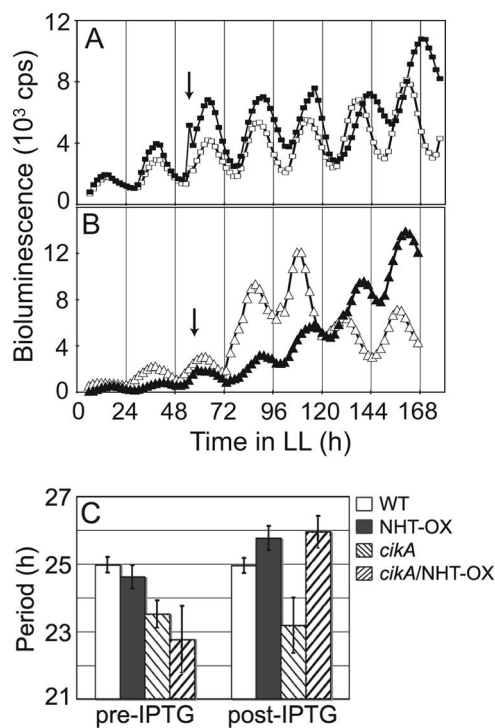 A
12
8
4
0
Bioluminescence (10³ cps)
B
12
8
4
0
0 24 48 72 96 120 144 168
Time in LL (h)
C
27
25
23
21
Period (h)
WT
NHT-OX
cikA
cikA/NHT-OX
pre-IPTG post-IPTG